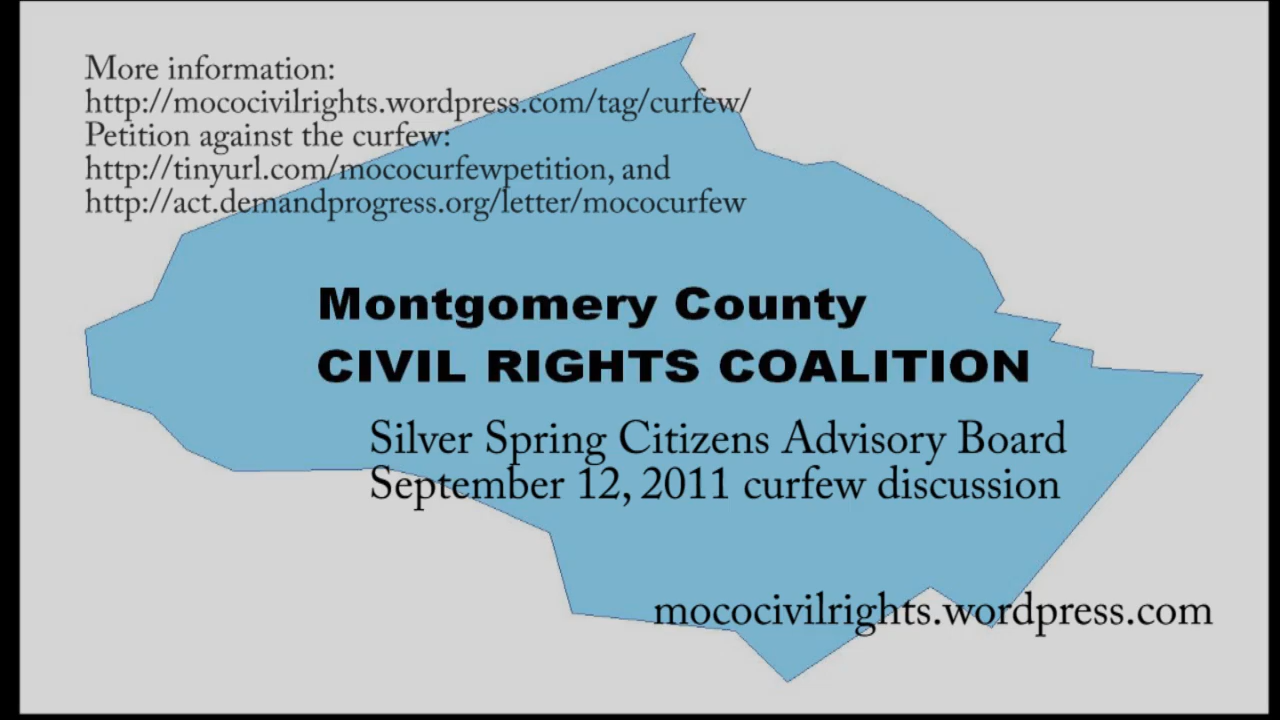 More information:
http://mococivilrights.wordpress.com/tag/curfew/
Petition against the curfew:
http://tinyurl.com/mococurfewpetition, and
http://act.demandprogress.org/letter/mococurfew
Montgomery County
CIVIL RIGHTS COALITION
Silver Spring Citizens Advisory Board
September 12, 2011 curfew discussion
mococivilrights.wordpress.com